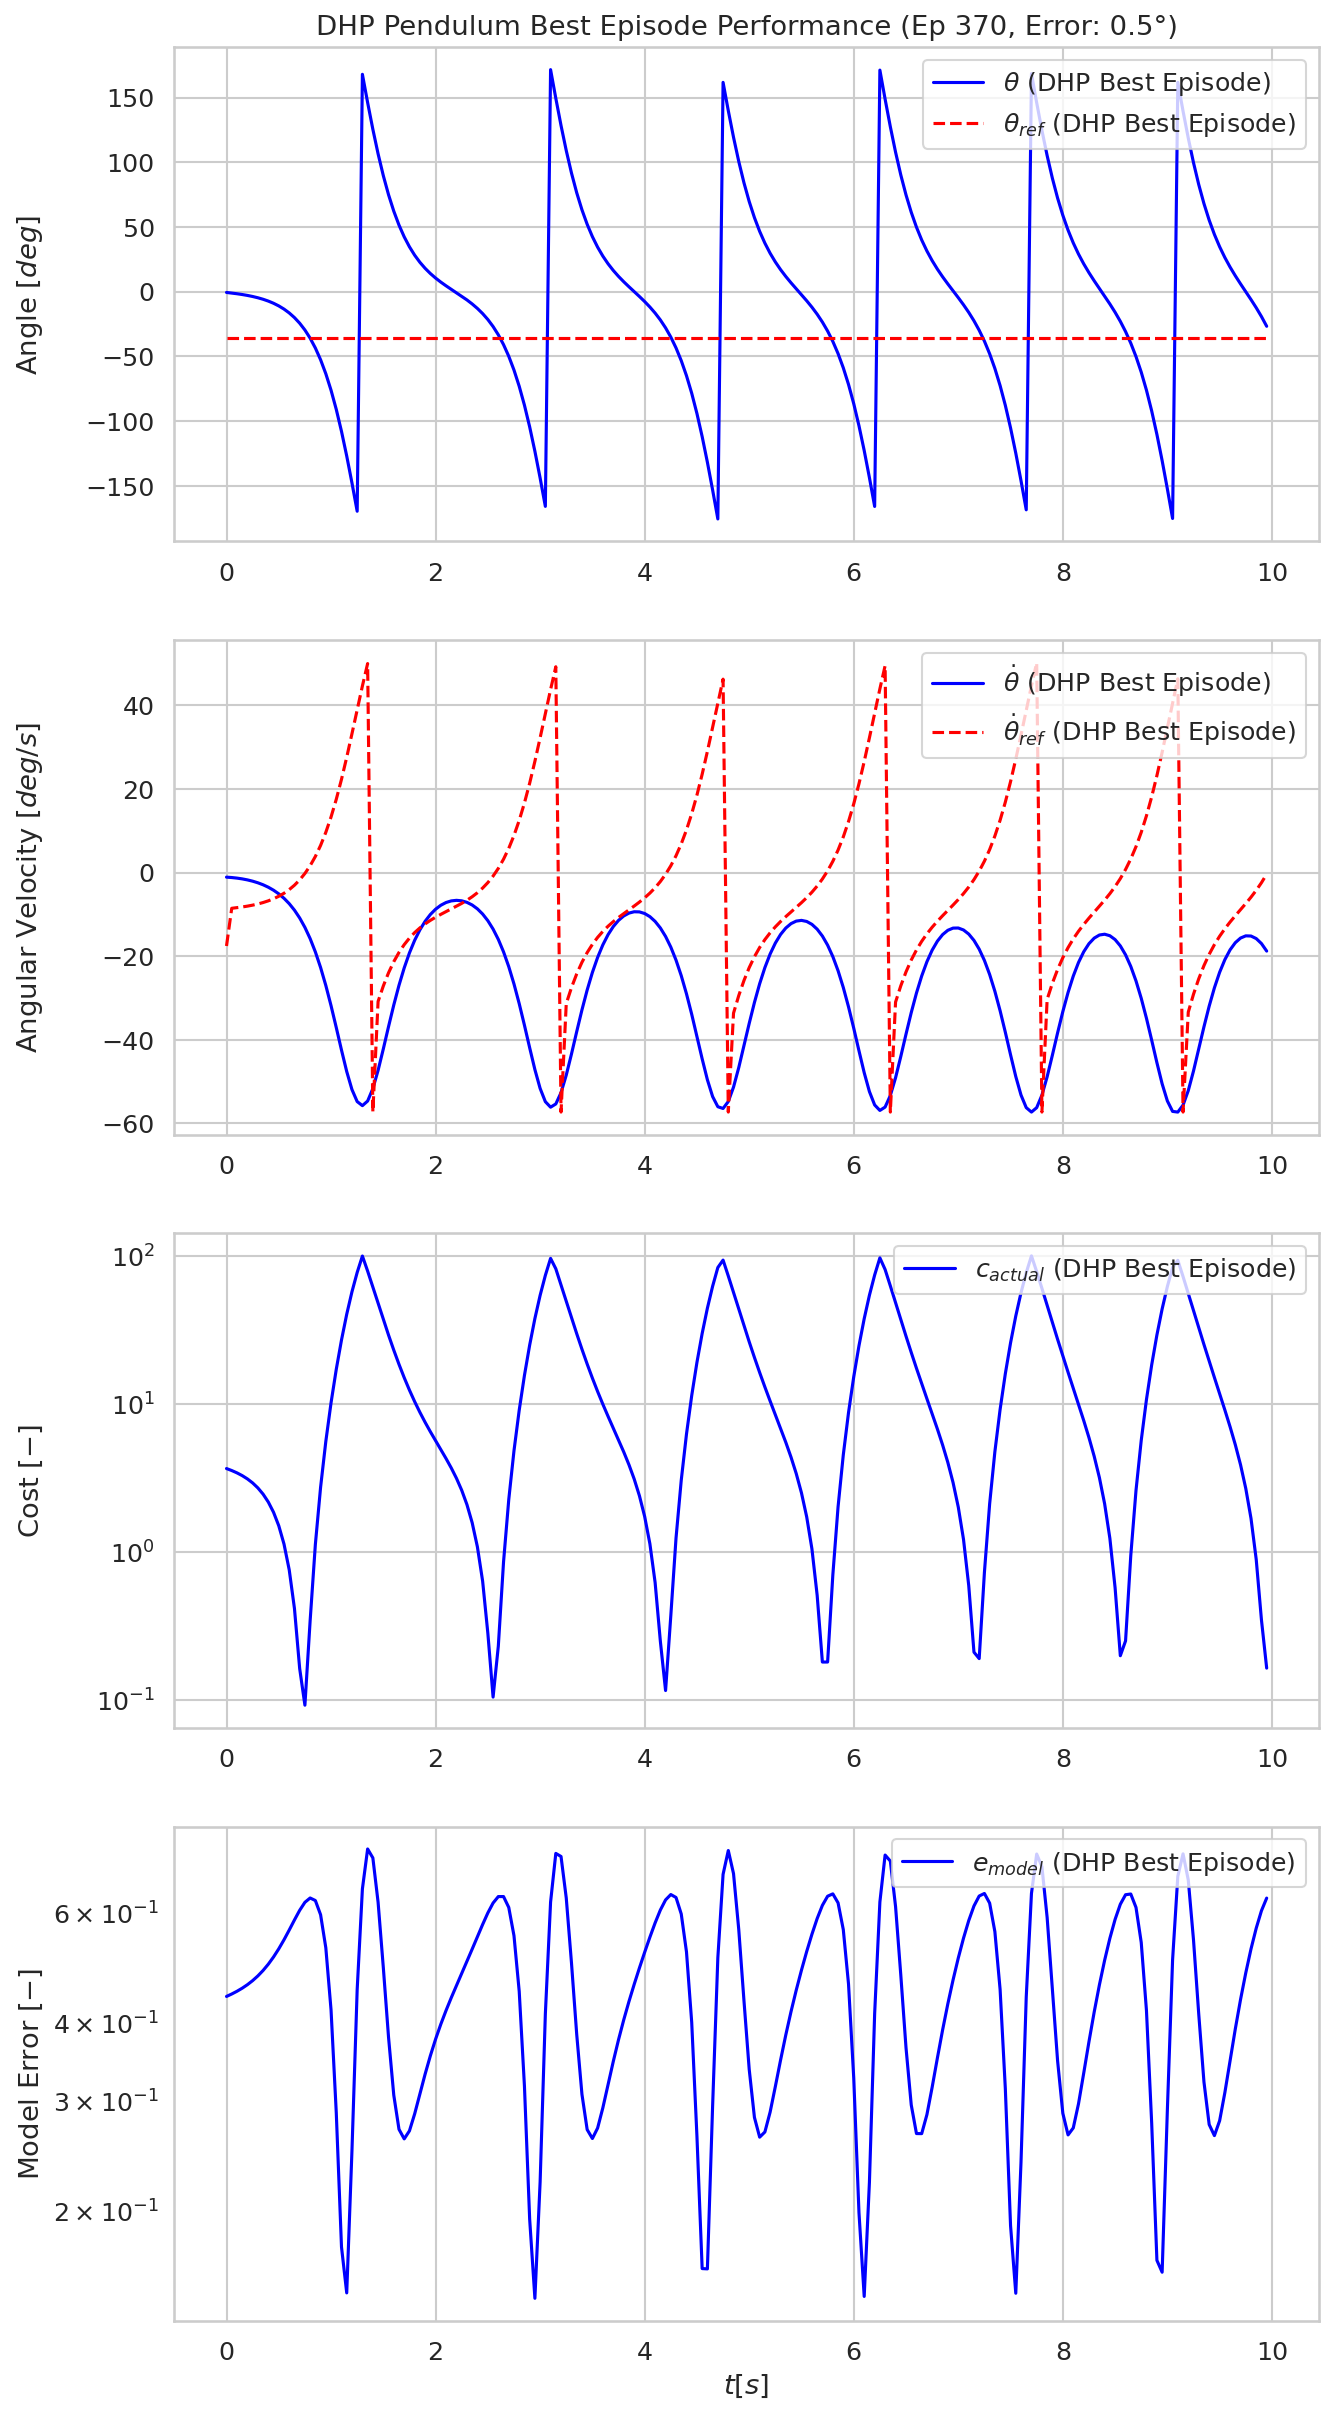 DHP Pendulum Best Episode Performance (Ep 370, Error: 0.5°)
Angle [deg]
150
100
50
0
−50
−100
−150
θ (DHP Best Episode)
θ_ref (DHP Best Episode)
0 2 4 6 8 10
Angular Velocity [deg/s]
40
20
0
−20
−40
−60
θ̇ (DHP Best Episode)
θ̇_ref (DHP Best Episode)
0 2 4 6 8 10
Cost [−]
10²
10¹
10⁰
10⁻¹
c_actual (DHP Best Episode)
0 2 4 6 8 10
Model Error [−]
6 × 10⁻¹
4 × 10⁻¹
3 × 10⁻¹
2 × 10⁻¹
e_model (DHP Best Episode)
0 2 4 6 8 10
t[s]